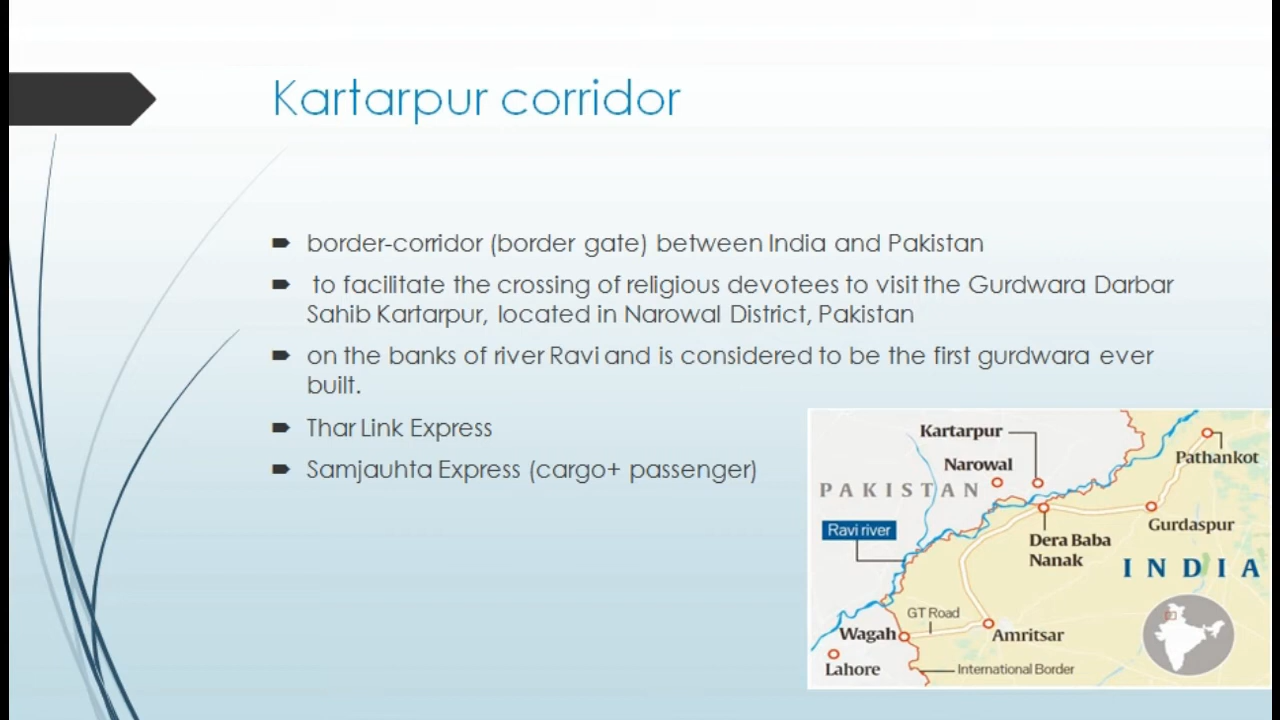 Kartarpur corridor
border-corridor (border gate) between India and Pakistan
to facilitate the crossing of religious devotees to visit the Gurdwara Darbar
Sahib Kartarpur, located in Narowal District, Pakistan
on the banks of river Ravi and is considered to be the first gurdwara ever
built.
Thar Link Express
Samjauhta Express (cargo+ passenger)
Kartarpur
Narowal
Pathankot
PAKISTAN
Ravi river
Gurdaspur
Dera Baba
Nanak
INDIA
GT Road
Wagah
Amritsar
Lahore
International Border